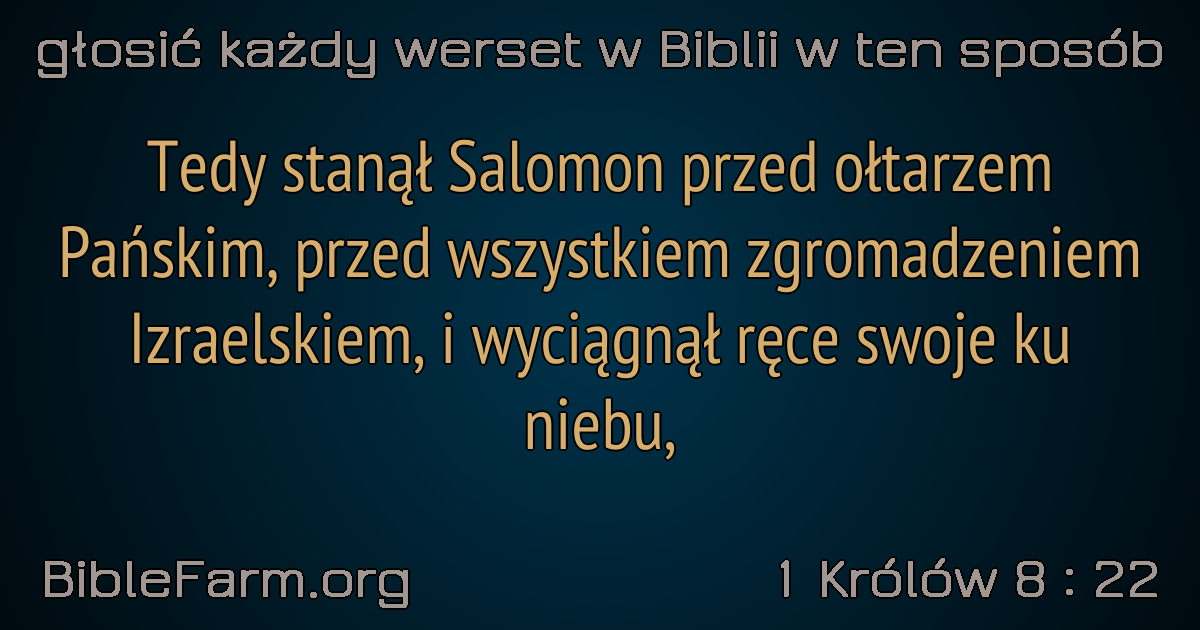 głosić każdy werset w Biblii w ten sposób
Tedy stanął Salomon przed ołtarzem
Pańskim, przed wszystkiem zgromadzeniem
Izraelskiem, i wyciągnął ręce swoje ku
niebu,
BibleFarm.org
1 Królów 8 : 22